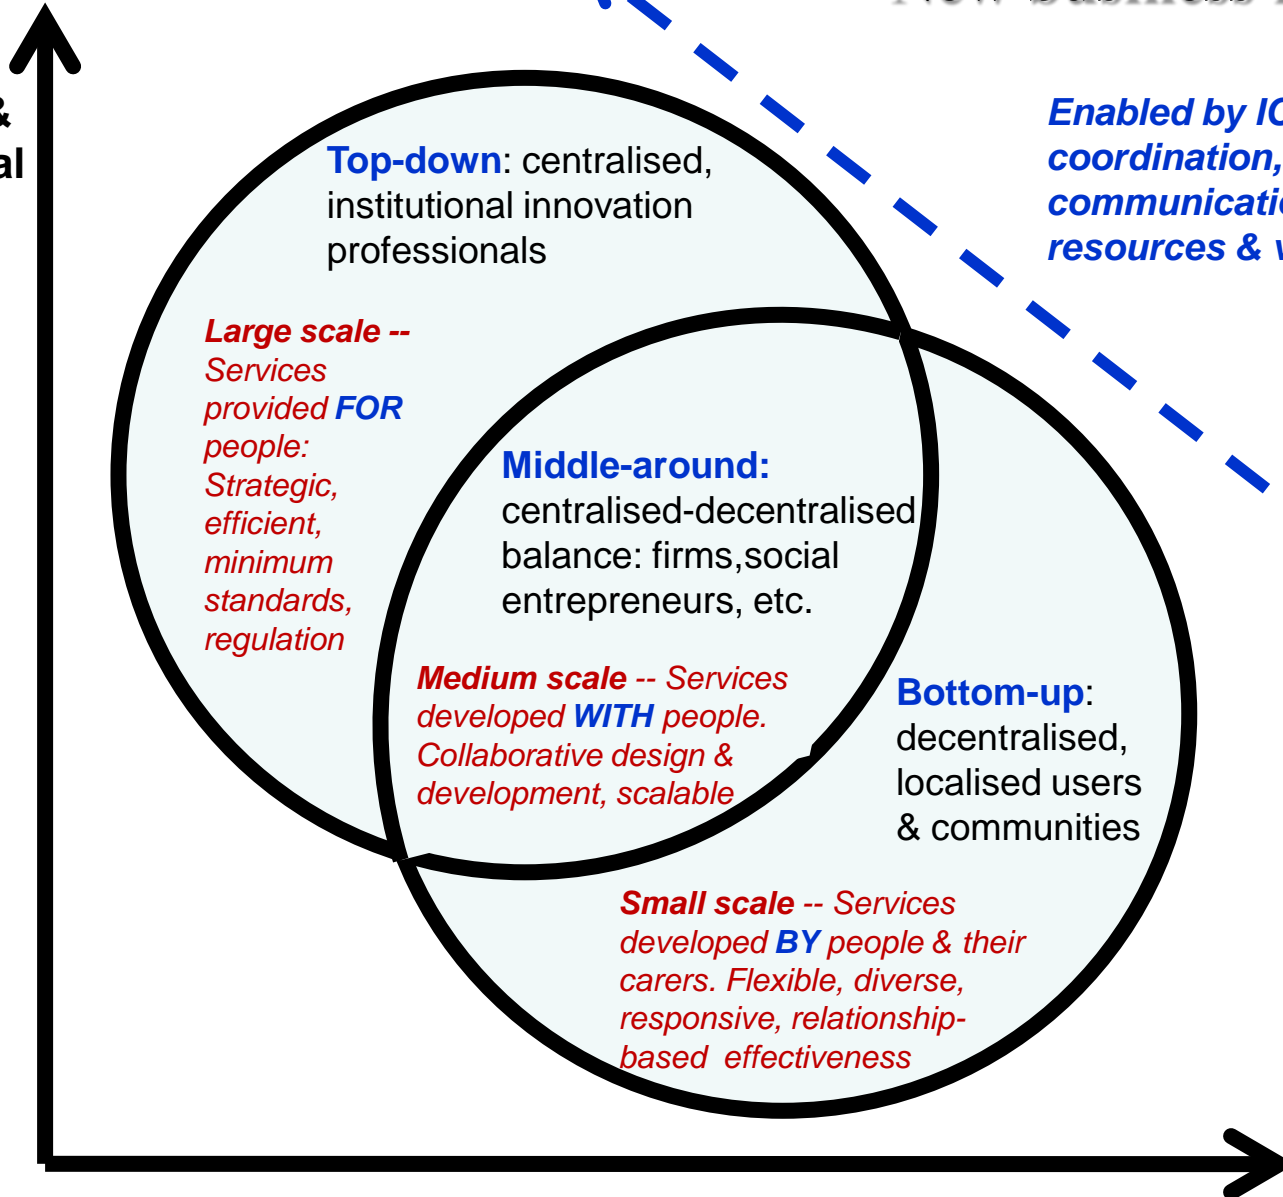 New business
&
al
Enabled by
coordination,
resources &
Top-down: centralised,
institutional innovation
professionals
Large scale --
Services
provided FOR
people:
Strategic,
efficient,
minimum
standards,
regulation
Middle-around:
centralised-decentralised
balance: firms,social
entrepreneurs, etc.
Medium scale -- Services
developed WITH people.
Collaborative design &
development, scalable
Bottom-up:
decentralised,
localised users
& communities
Small scale -- Services
developed BY people & their
carers. Flexible, diverse,
responsive, relationship-
based effectiveness